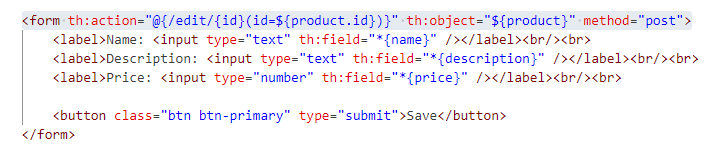 <form th:action="@{/edit/{id}(id=${product.id})}" th:object="${product}" method="post">
<label>Name: <input type="text" th:field="*{name}" /></label><br/><br>
<label>Description: <input type="text" th:field="*{description}" /></label><br/><br>
<label>Price: <input type="number" th:field="*{price}" /></label><br/><br>
<button class="btn btn-primary" type="submit">Save</button>
</form>